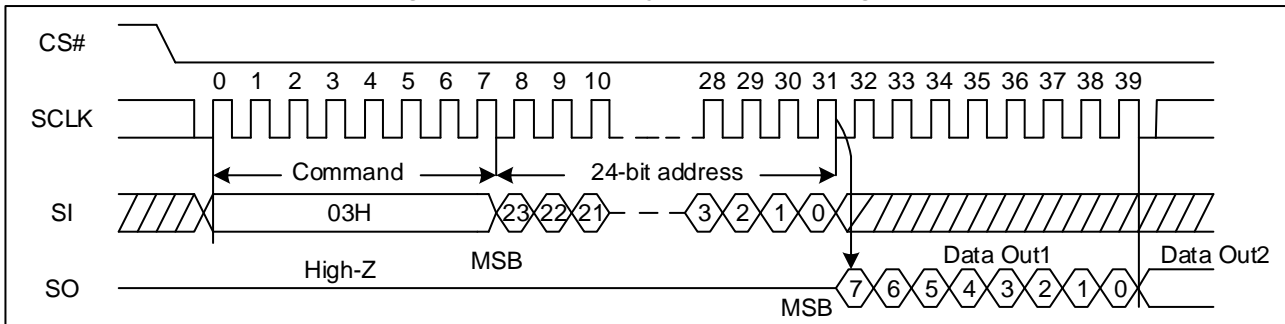 CS#
0 1 2 3 4 5 6 7 8 9 10 28 29 30 31 32 33 34 35 36 37 38 39
SCLK
Command 24-bit address
SI 03H 23 22 21 3 2 1 0
High-Z MSB Data Out1 Data Out2
SO 7 6 5 4 3 2 1 0
MSB